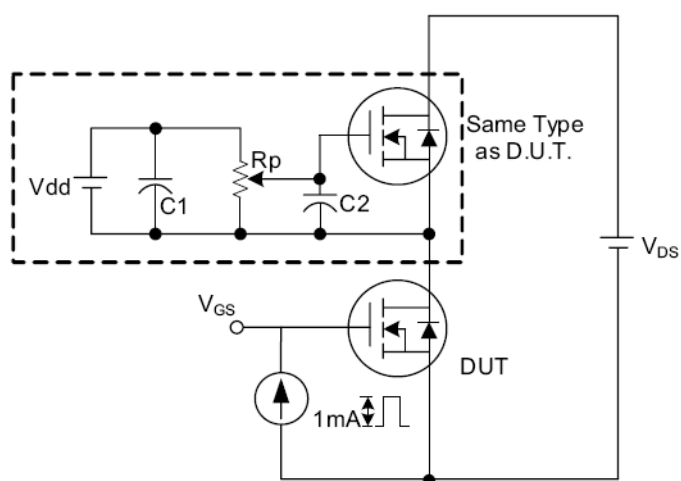 Same Type
as D.U.T.
Rp
Vdd
C1
C2
V_DS
V_GS
DUT
1mA